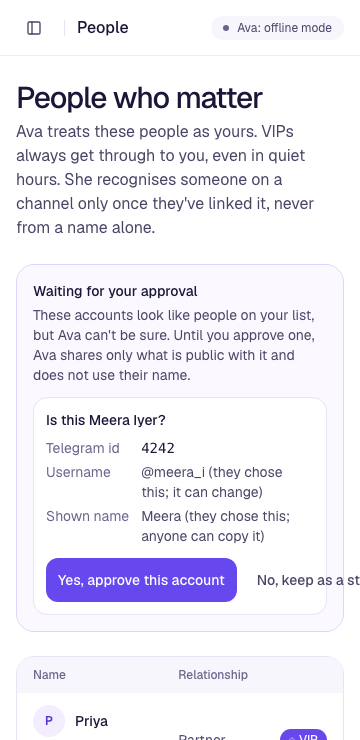 People
Ava: offline mode
People who matter
Ava treats these people as yours. VIPs
always get through to you, even in quiet
hours. She recognises someone on a
channel only once they've linked it, never
from a name alone.
Waiting for your approval
These accounts look like people on your list,
but Ava can't be sure. Until you approve one,
Ava shares only what is public with it and
does not use their name.
Is this Meera Iyer?
Telegram id 4242
Username @meera_i (they chose
this; it can change)
Shown name Meera (they chose this;
anyone can copy it)
Yes, approve this account
No, keep as a st
Name Relationship
P Priya
Partner
VIP